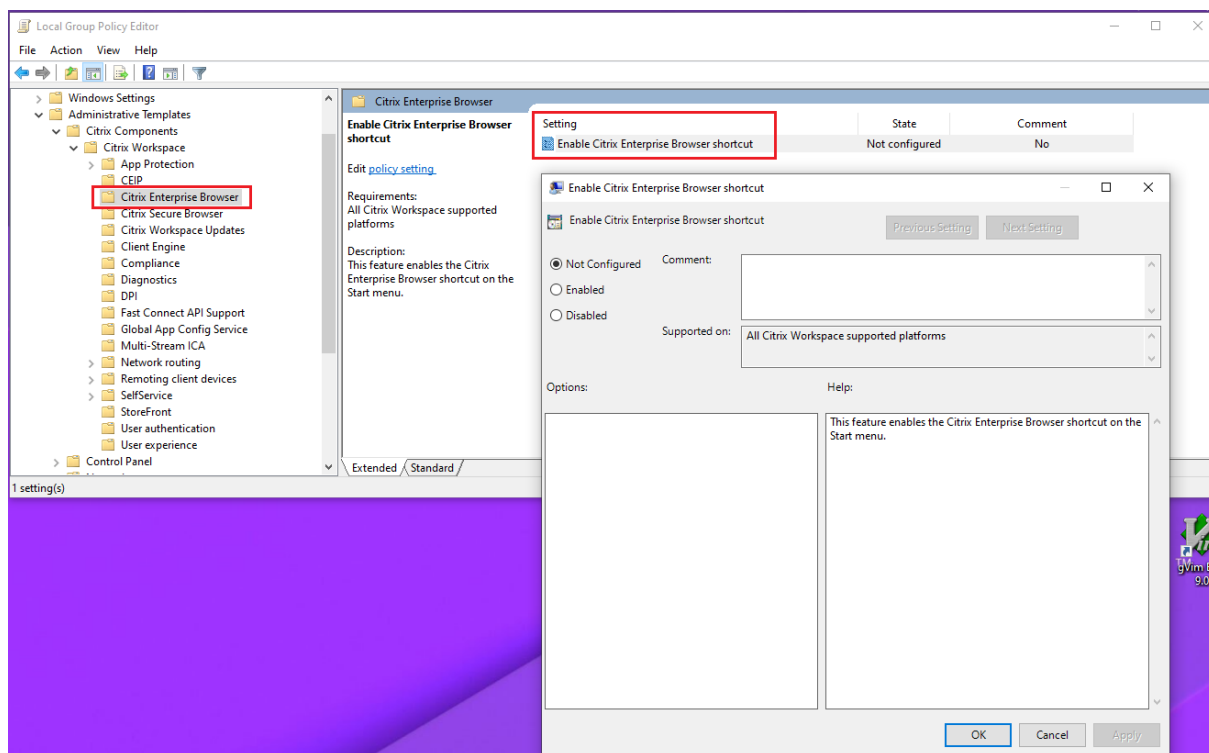 Local Group Policy Editor
File Action View Help
Windows Settings
Administrative Templates
Citrix Components
Citrix Workspace
App Protection
CEIP
Citrix Enterprise Browser
Citrix Secure Browser
Citrix Workspace Updates
Client Engine
Compliance
Diagnostics
DPI
Fast Connect API Support
Global App Config Service
Multi-Stream ICA
Network routing
Remoting client devices
SelfService
StoreFront
User authentication
User experience
Control Panel
1 setting(s)
Citrix Enterprise Browser
Enable Citrix Enterprise Browser
shortcut
Edit policy setting
Requirements:
All Citrix Workspace supported
platforms
Description:
This feature enables the Citrix
Enterprise Browser shortcut on the
Start menu.
Setting State Comment
Enable Citrix Enterprise Browser shortcut Not configured No
Extended Standard
Enable Citrix Enterprise Browser shortcut
Enable Citrix Enterprise Browser shortcut
Previous Setting Next Setting
Not Configured
Enabled
Disabled
Comment:
Supported on:
All Citrix Workspace supported platforms
Options:
Help:
This feature enables the Citrix Enterprise Browser shortcut on the
Start menu.
OK Cancel Apply
gVim
9.0